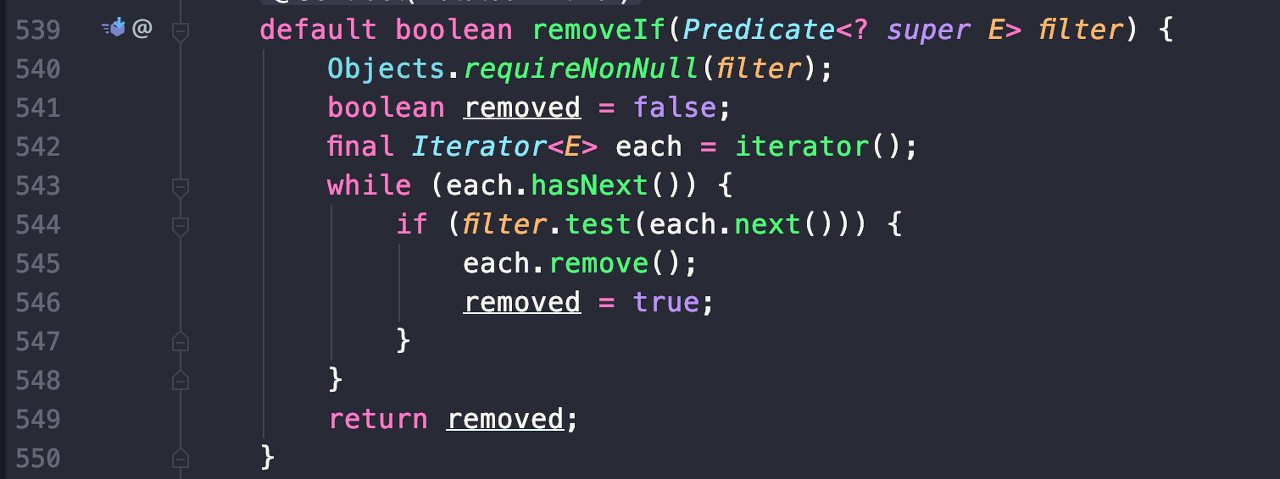 539 @ default boolean removeIf(Predicate<? super E> filter) {
540 Objects.requireNonNull(filter);
541 boolean removed = false;
542 final Iterator<E> each = iterator();
543 while (each.hasNext()) {
544 if (filter.test(each.next())) {
545 each.remove();
546 removed = true;
547 }
548 }
549 return removed;
550 }